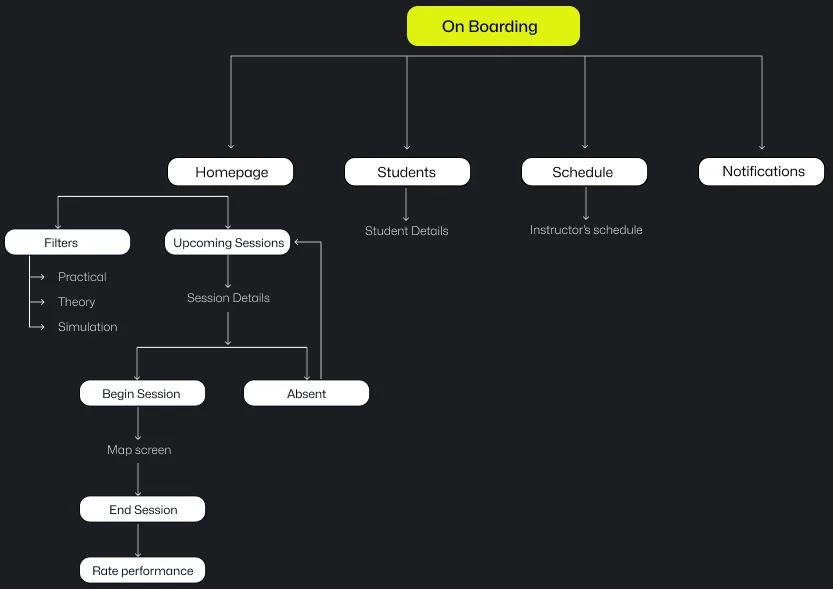 On Boarding
Homepage
Students
Schedule
Notifications
Filters
Upcoming Sessions
Student Details
Instructor's schedule
Practical
Theory
Simulation
Session Details
Begin Session
Absent
Map screen
End Session
Rate performance